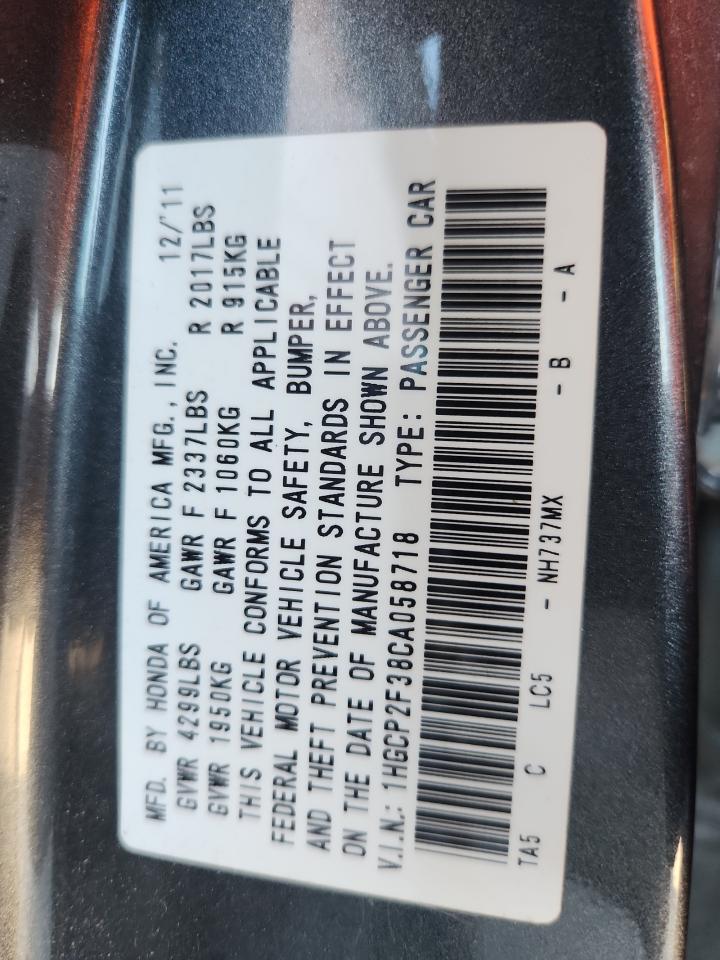 MFD. BY HONDA OF AMERICA MFG., INC. 12/'11
GVWR 4299LBS GAWR F 2337LBS R 2017LBS
GVWR 1950KG GAWR F 1060KG R 915KG
THIS VEHICLE CONFORMS TO ALL APPLICABLE
FEDERAL MOTOR VEHICLE SAFETY, BUMPER,
AND THEFT PREVENTION STANDARDS IN EFFECT
ON THE DATE OF MANUFACTURE SHOWN ABOVE.
V.I.N.: 1HGCP2F38CA058718 TYPE: PASSENGER CAR
TA5 C LC5 - NH737MX - B - A